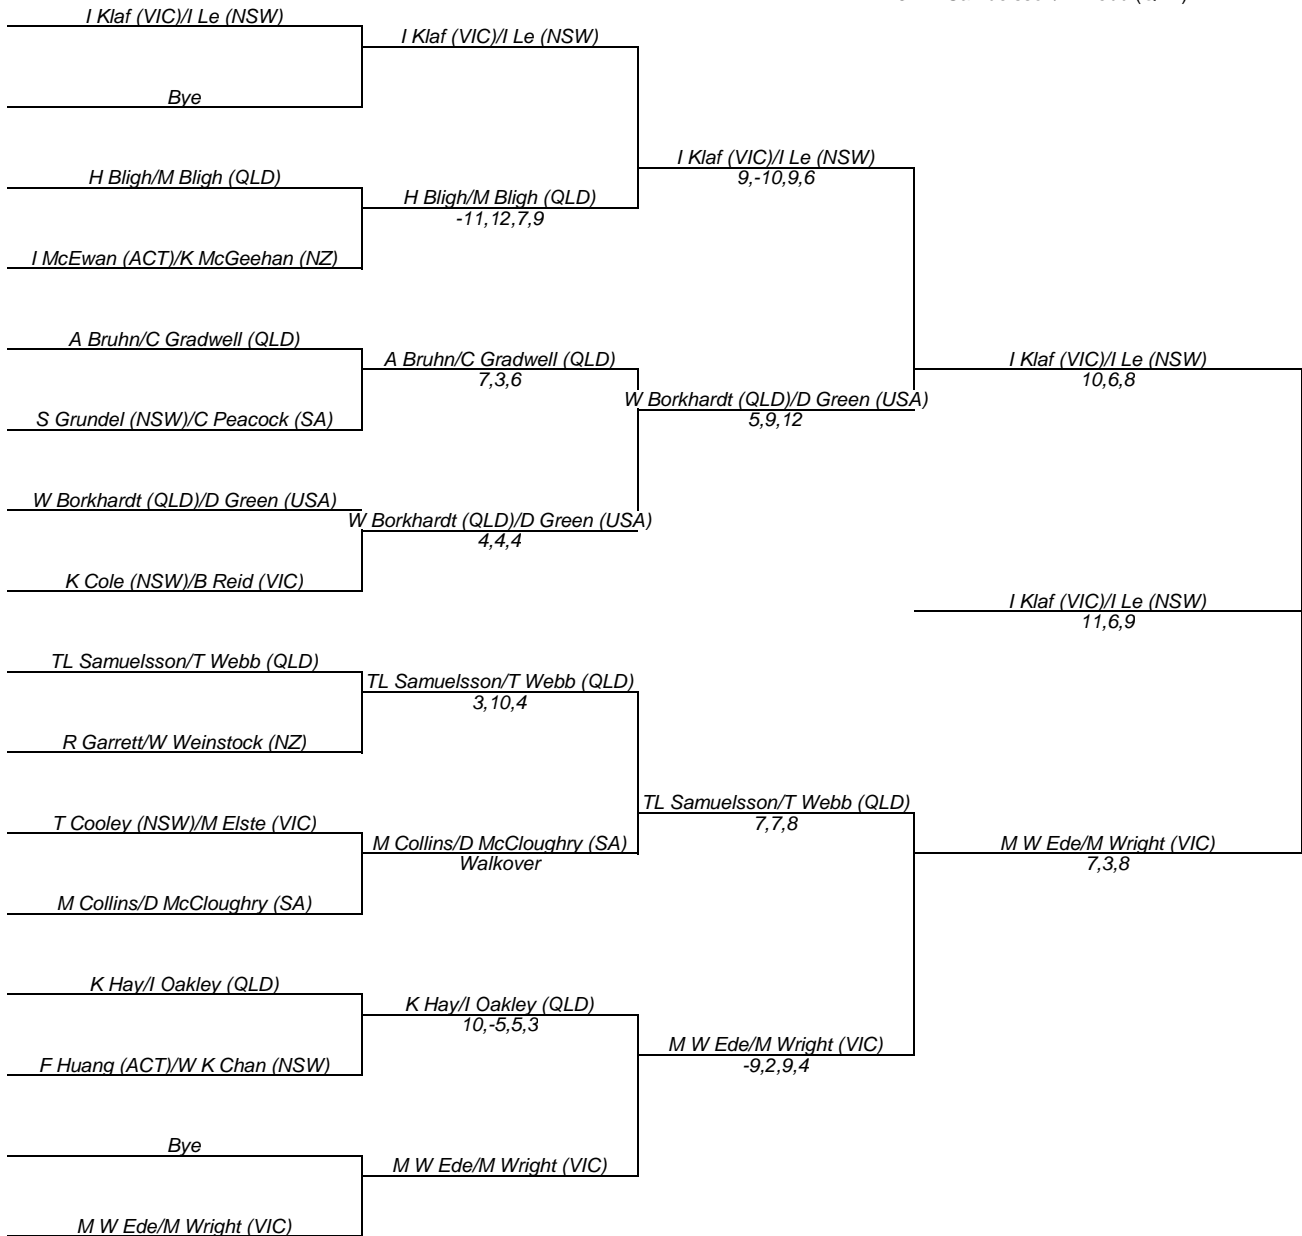 I Klaf (VIC)/I Le (NSW)
Bye
H Bligh/M Bligh (QLD)
I McEwan (ACT)/K McGeehan (NZ)
A Bruhn/C Gradwell (QLD)
S Grundel (NSW)/C Peacock (SA)
W Borkhardt (QLD)/D Green (USA)
K Cole (NSW)/B Reid (VIC)
TL Samuelsson/T Webb (QLD)
R Garrett/W Weinstock (NZ)
T Cooley (NSW)/M Elste (VIC)
M Collins/D McCloughry (SA)
K Hay/I Oakley (QLD)
F Huang (ACT)/W K Chan (NSW)
Bye
M W Ede/M Wright (VIC)
I Klaf (VIC)/I Le (NSW)
H Bligh/M Bligh (QLD)
-11,12,7,9
A Bruhn/C Gradwell (QLD)
7,3,6
W Borkhardt (QLD)/D Green (USA)
4,4,4
TL Samuelsson/T Webb (QLD)
3,10,4
M Collins/D McCloughry (SA)
Walkover
K Hay/I Oakley (QLD)
10,-5,5,3
M W Ede/M Wright (VIC)
I Klaf (VIC)/I Le (NSW)
9,-10,9,6
W Borkhardt (QLD)/D Green (USA)
5,9,12
TL Samuelsson/T Webb (QLD)
7,7,8
M W Ede/M Wright (VIC)
-9,2,9,4
I Klaf (VIC)/I Le (NSW)
10,6,8
M W Ede/M Wright (VIC)
7,3,8
I Klaf (VIC)/I Le (NSW)
11,6,9